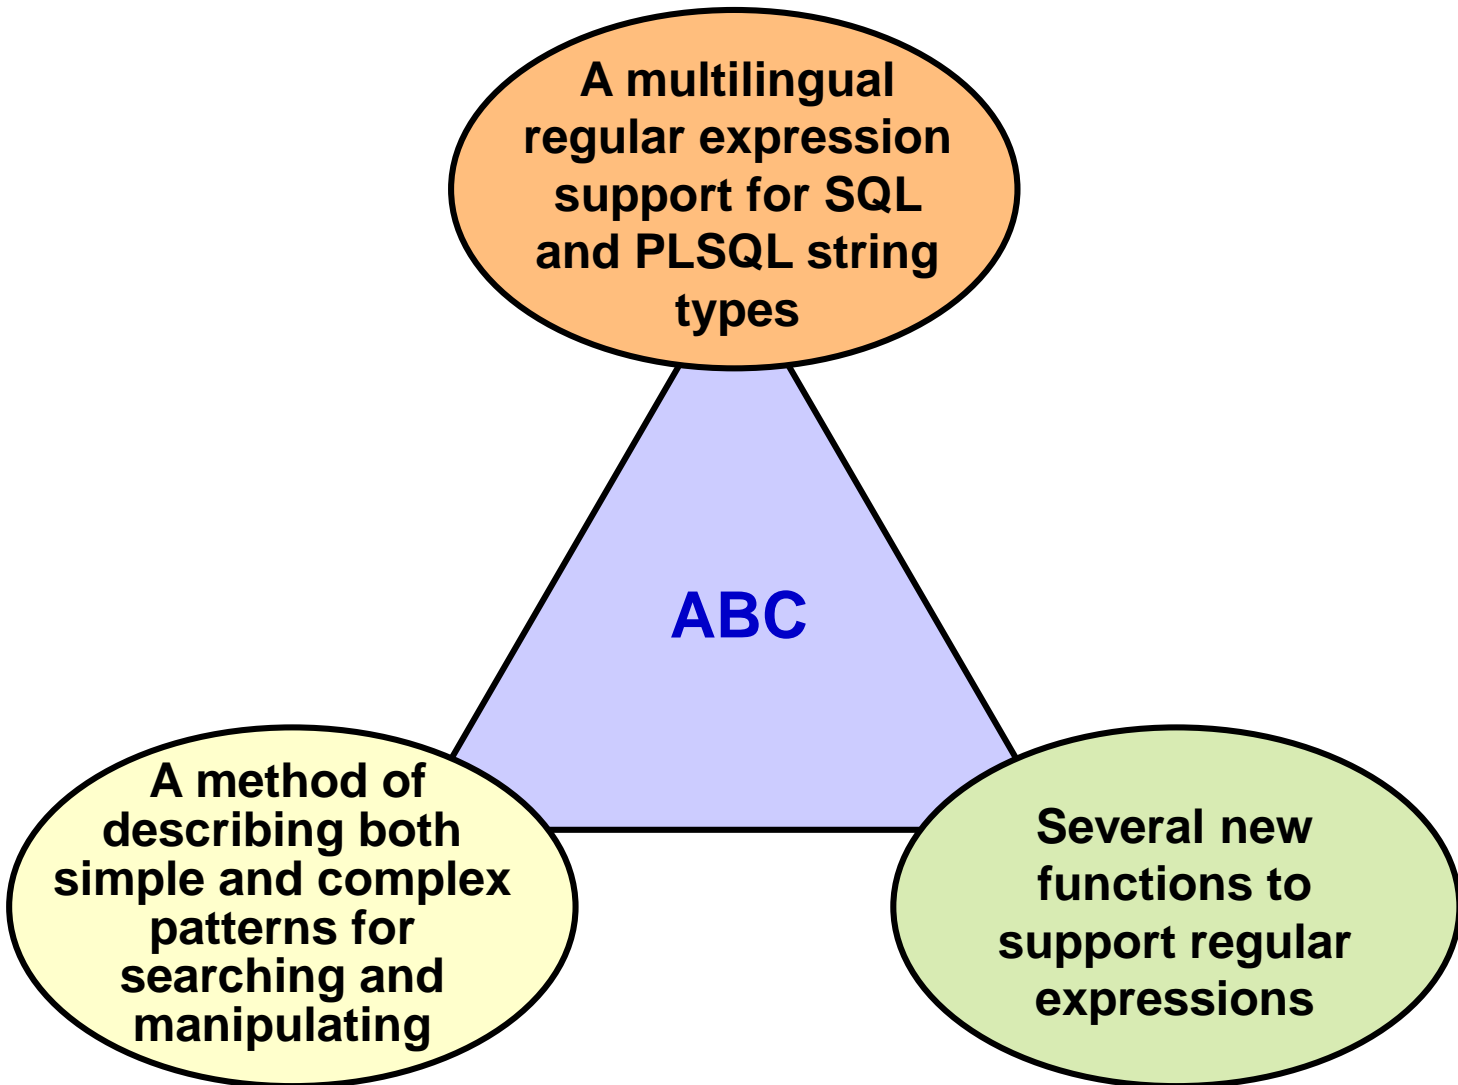 A multilingual
regular expression
support for SQL
and PLSQL string
types
ABC
A method of
describing both
simple and complex
patterns for
searching and
manipulating
Several new
functions to
support regular
expressions